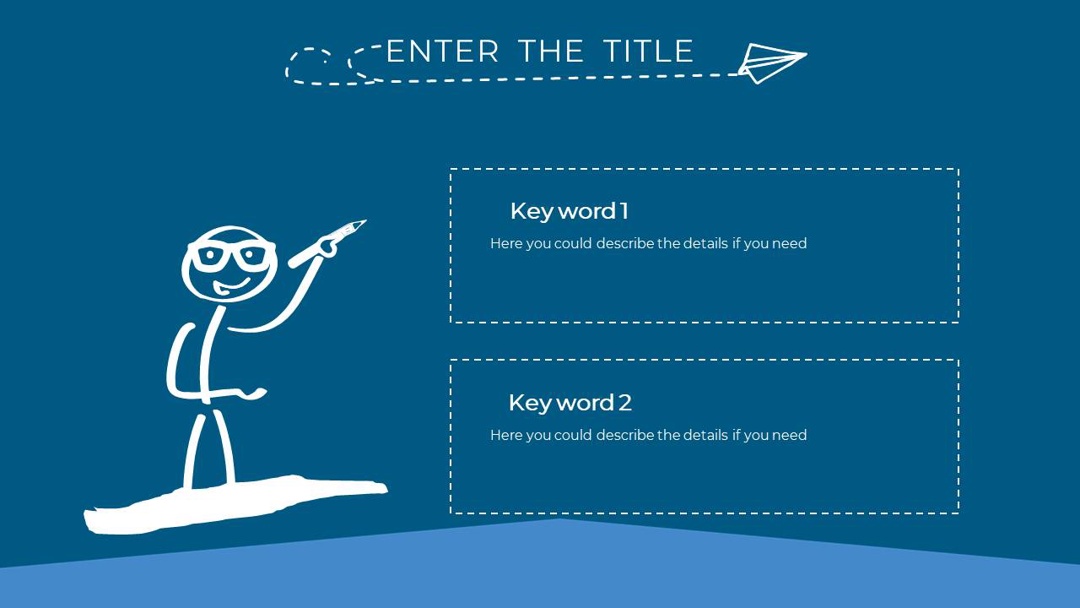 ENTER THE TITLE
Key word 1
Here you could describe the details if you need
Key word 2
Here you could describe the details if you need